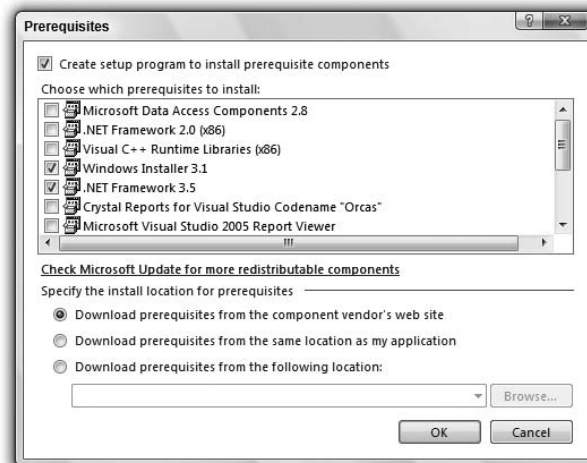 Prerequisites
Create setup program to install prerequisite components
Choose which prerequisites to install:
Microsoft Data Access Components 2.8
.NET Framework 2.0 (x86)
Visual C++ Runtime Libraries (x86)
Windows Installer 3.1
.NET Framework 3.5
Crystal Reports for Visual Studio Codename "Orcas"
Microsoft Visual Studio 2005 Report Viewer
Check Microsoft Update for more redistributable components
Specify the install location for prerequisites
Download prerequisites from the component vendor's web site
Download prerequisites from the same location as my application
Download prerequisites from the following location:
Browse...
OK Cancel